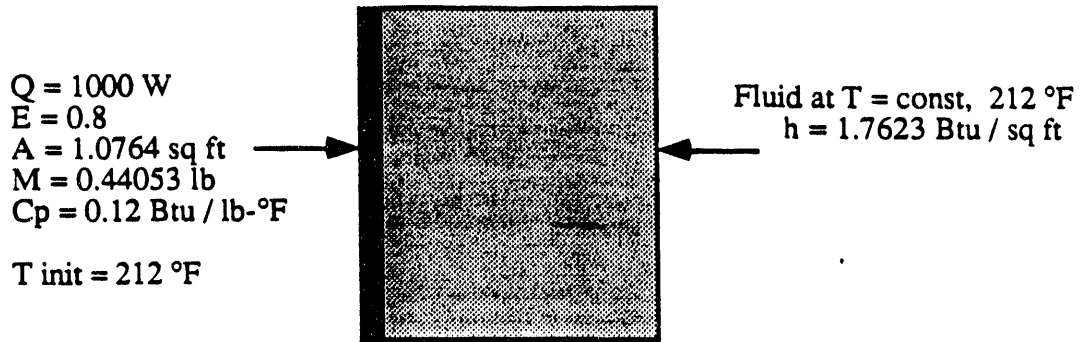 Q = 1000 W
E = 0.8
A = 1.0764 sq ft
M = 0.44053 lb
Cp = 0.12 Btu / lb-°F
T init = 212 °F
Fluid at T = const, 212 °F
h = 1.7623 Btu / sq ft